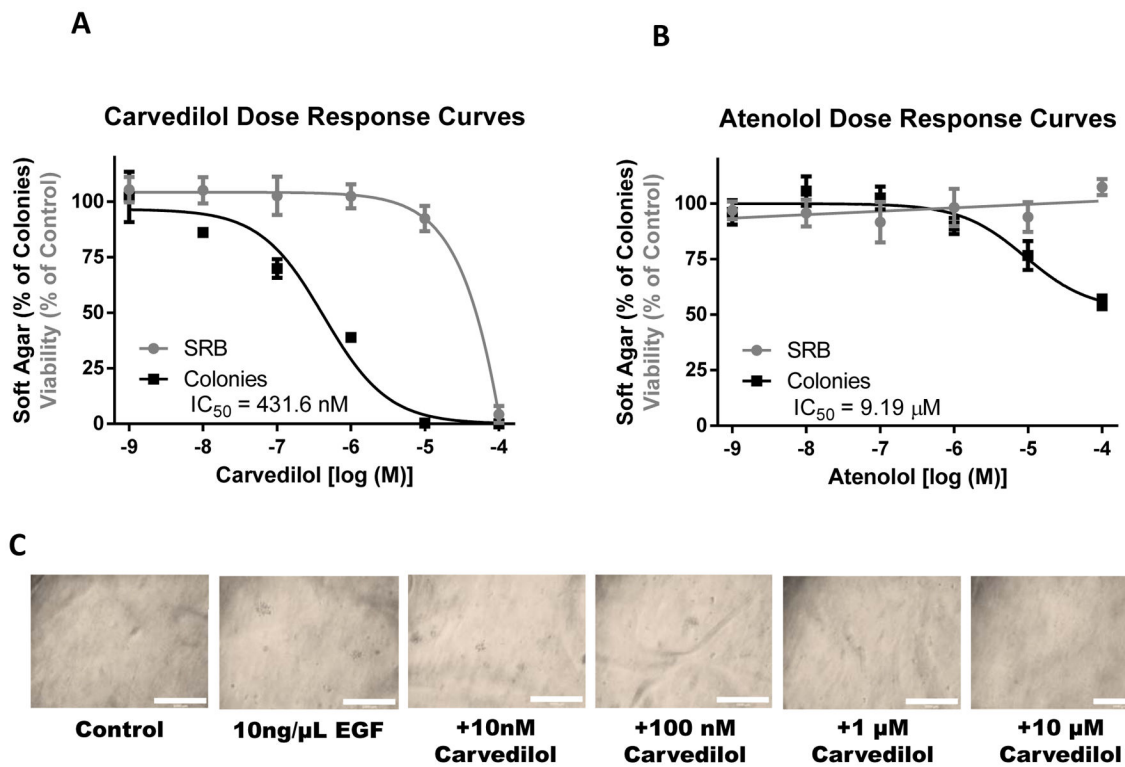 A
Carvedilol Dose Response Curves
Soft Agar (% of Colonies)
Viability (% of Control)
100
75
50
25
0
SRB
Colonies
IC50 = 431.6 nM
-9 -8 -7 -6 -5 -4
Carvedilol [log (M)]
B
Atenolol Dose Response Curves
Soft Agar (% of Colonies)
Viability (% of Control)
100
75
50
25
0
SRB
Colonies
IC50 = 9.19 μM
-9 -8 -7 -6 -5 -4
Atenolol [log (M)]
C
Control
10ng/μL EGF
+10nM
Carvedilol
+100 nM
Carvedilol
+1 μM
Carvedilol
+10 μM
Carvedilol